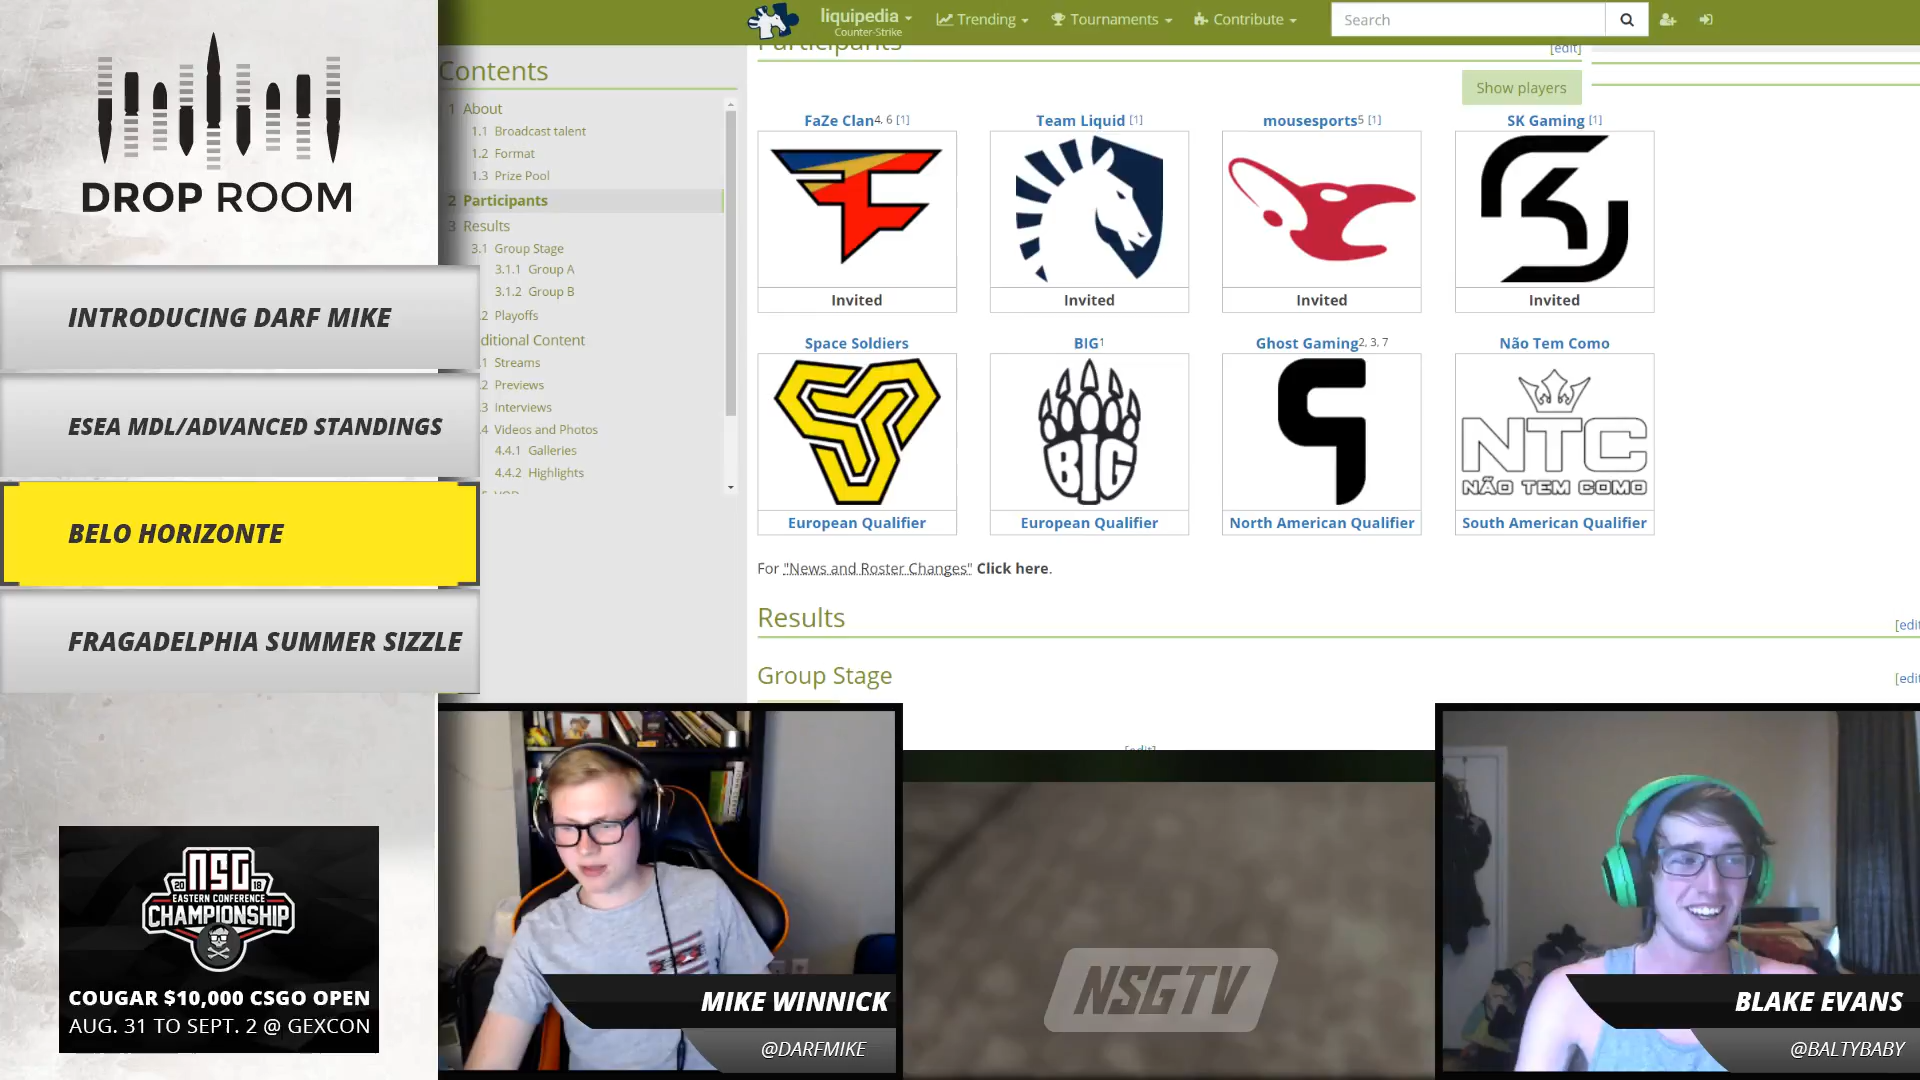 DROP ROOM
INTRODUCING DARF MIKE
ESEA MDL/ADVANCED STANDINGS
BELO HORIZONTE
FRAGADELPHIA SUMMER SIZZLE
NSG
20 18
EASTERN CONFERENCE
CHAMPIONSHIP
COUGAR $10,000 CSGO OPEN
AUG. 31 TO SEPT. 2 @ GEXCON
liquipedia
Counter-Strike
Trending
Tournaments
Contribute
Search
Contents
1 About
1.1 Broadcast talent
1.2 Format
1.3 Prize Pool
2 Participants
3 Results
3.1 Group Stage
3.1.1 Group A
3.1.2 Group B
.2 Playoffs
ditional Content
.1 Streams
.2 Previews
.3 Interviews
.4 Videos and Photos
4.4.1 Galleries
4.4.2 Highlights
Participants
[edit]
Show players
FaZe Clan4, 6 [1]
Team Liquid [1]
mousesports5 [1]
SK Gaming [1]
Invited
Invited
Invited
Invited
Space Soldiers
BIG1
Ghost Gaming2, 3, 7
Não Tem Como
BIG
NTC
NÃO TEM COMO
European Qualifier
European Qualifier
North American Qualifier
South American Qualifier
For "News and Roster Changes" Click here.
Results
[edit
Group Stage
[edit
[edit]
MIKE WINNICK
@DARFMIKE
NSGTV
BLAKE EVANS
@BALTYBABY